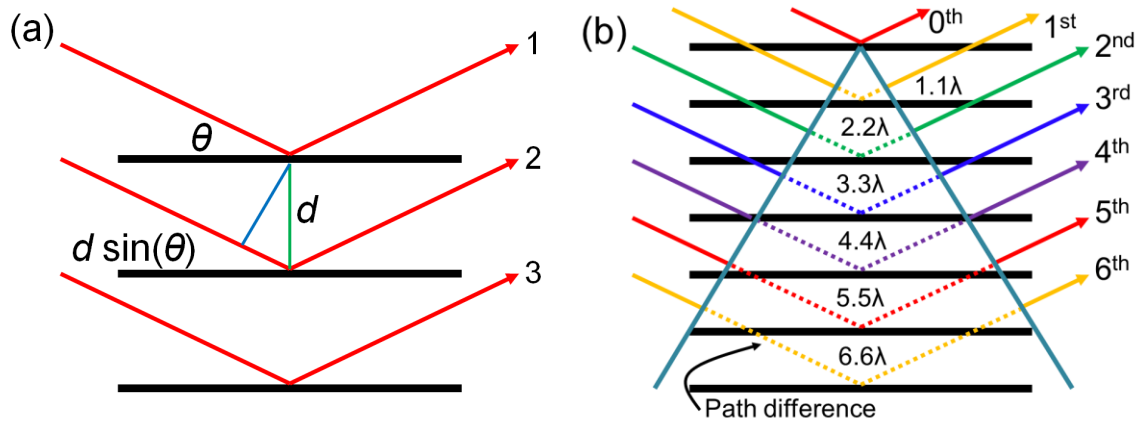 (a)
1
θ
2
d
d sin(θ)
3
(b)
0th
1st
2nd
1.1λ
3rd
2.2λ
4th
3.3λ
5th
4.4λ
6th
5.5λ
6.6λ
Path difference